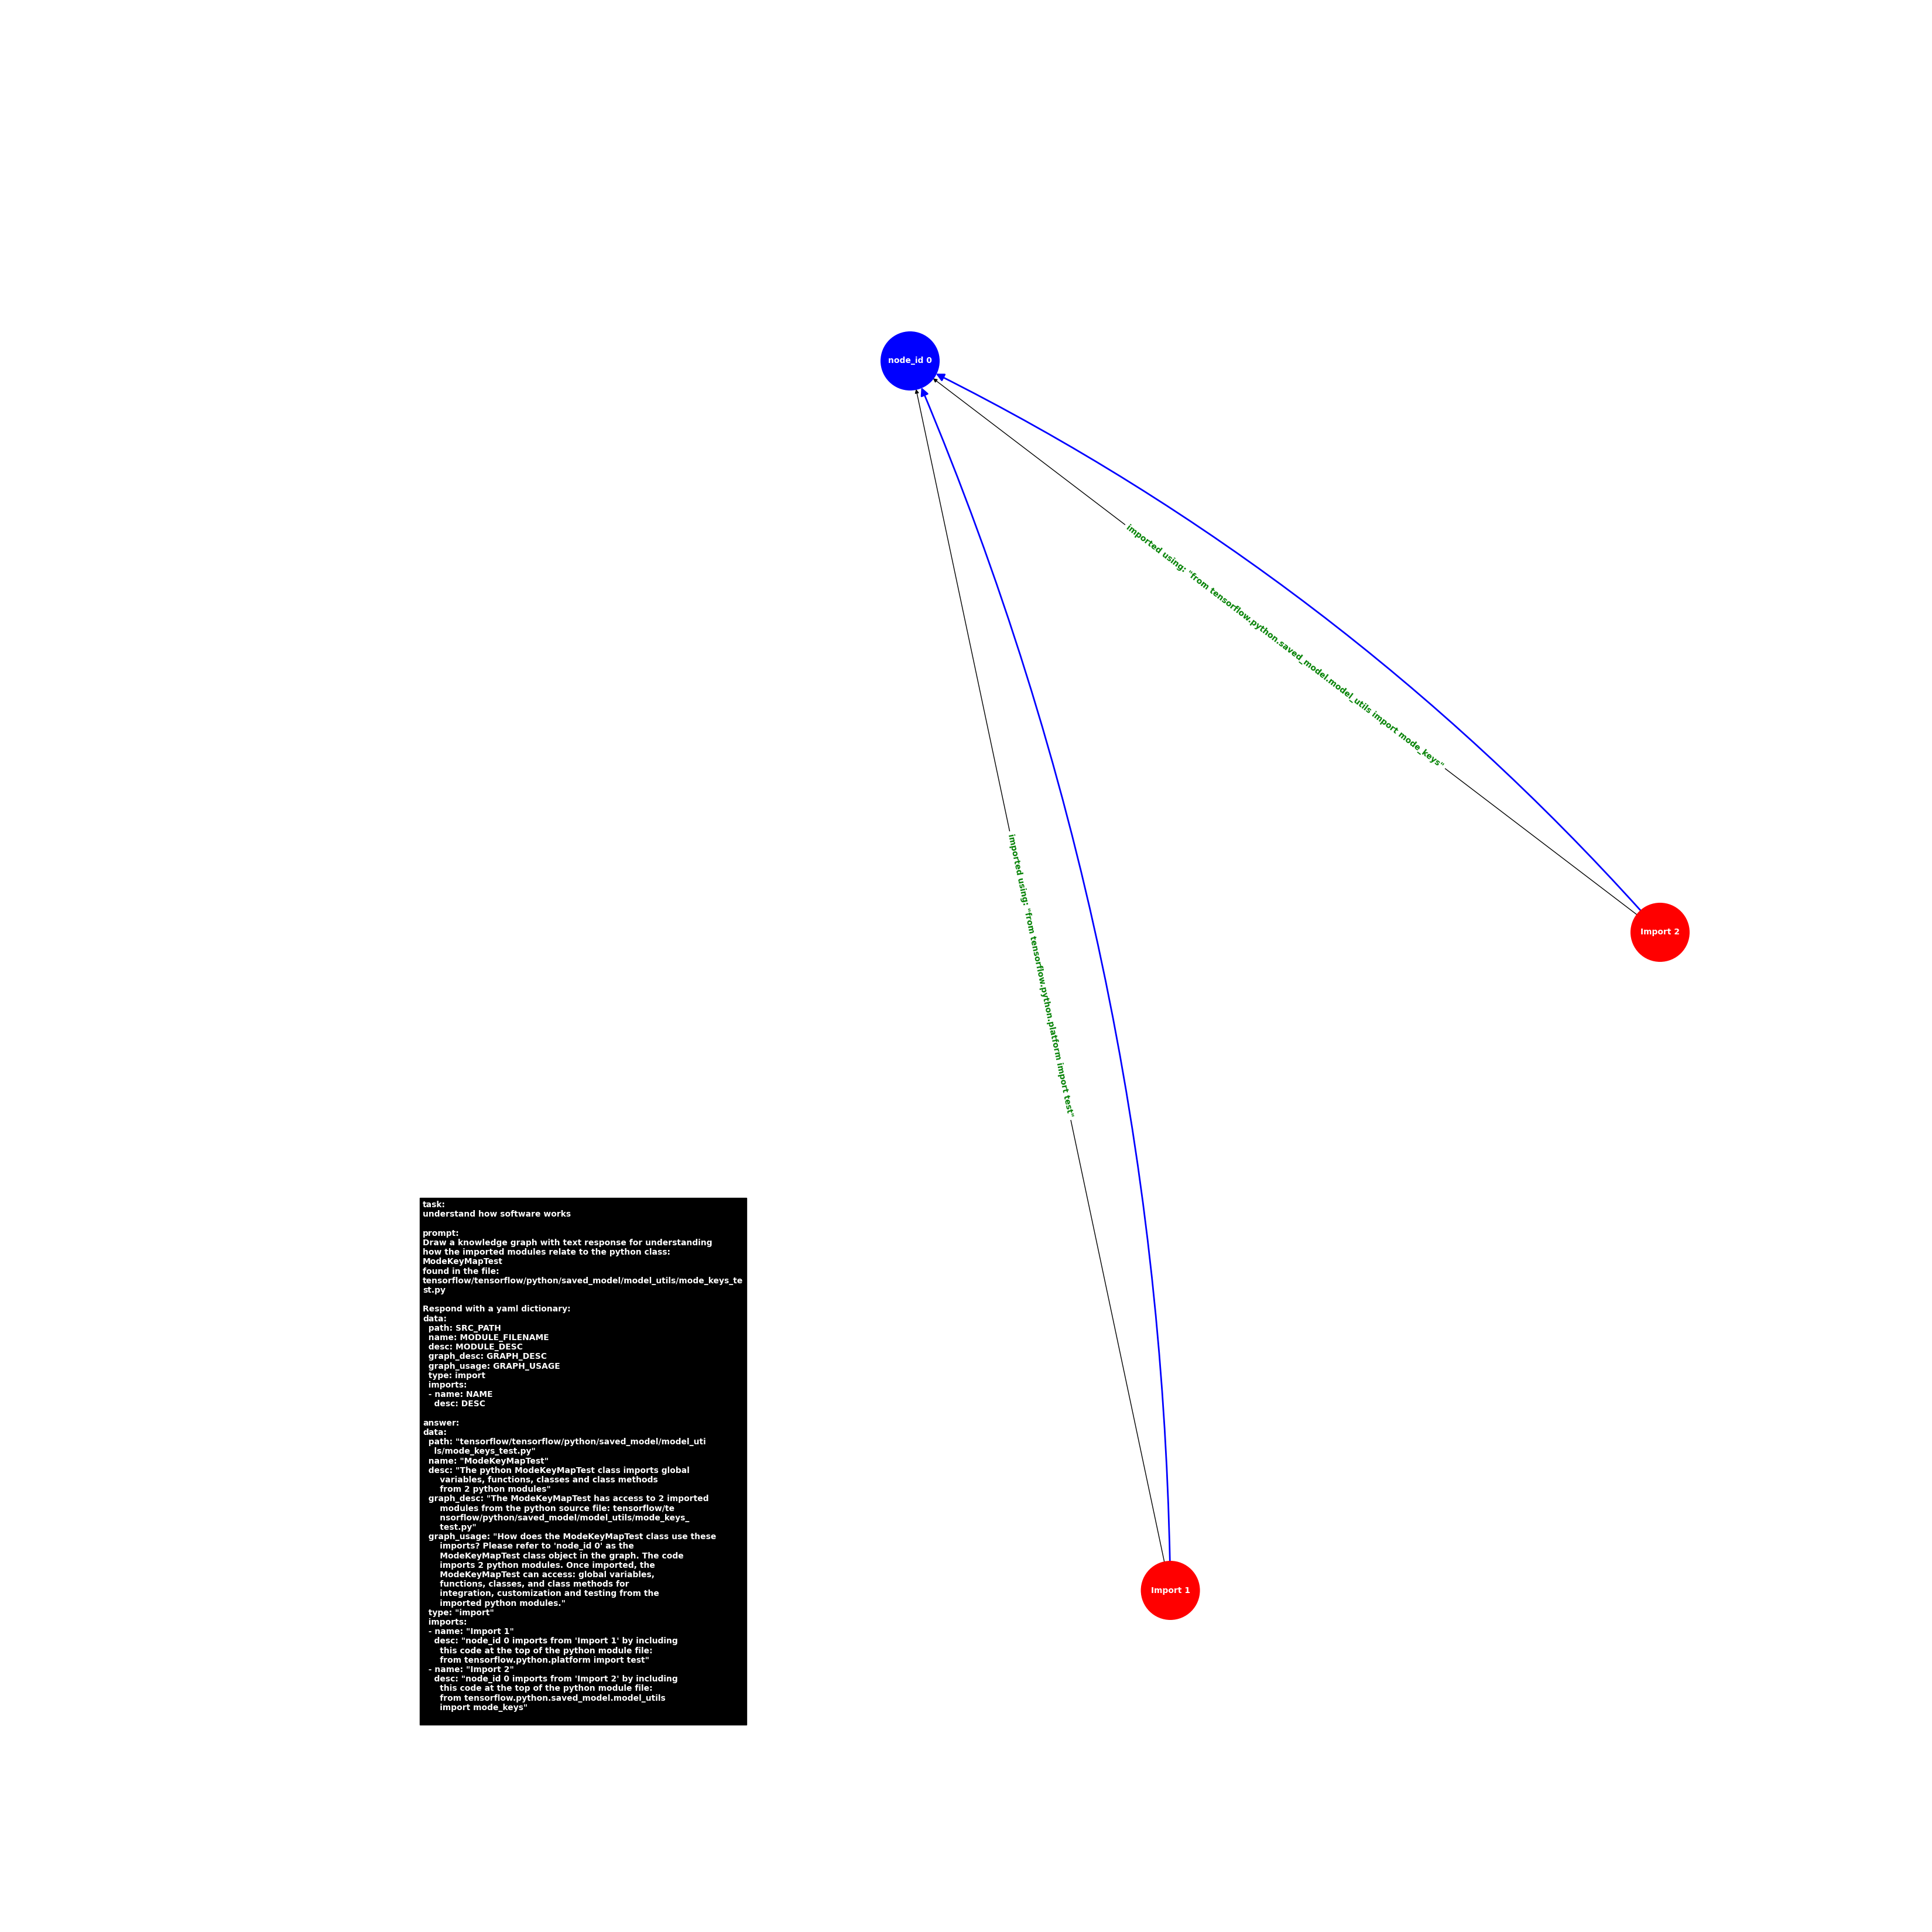 node_id 0
imported using: "from tensorflow.python.saved_model.model_utils import mode_keys"
imported using: "from tensorflow.python.platform import test"
Import 2
Import 1
task:
understand how software works

prompt:
Draw a knowledge graph with text response for understanding
how the imported modules relate to the python class:
ModeKeyMapTest
found in the file:
tensorflow/tensorflow/python/saved_model/model_utils/mode_keys_te
st.py

Respond with a yaml dictionary:
data:
  path: SRC_PATH
  name: MODULE_FILENAME
  desc: MODULE_DESC
  graph_desc: GRAPH_DESC
  graph_usage: GRAPH_USAGE
  type: import
  imports:
  - name: NAME
    desc: DESC

answer:
data:
  path: "tensorflow/tensorflow/python/saved_model/model_uti
    ls/mode_keys_test.py"
  name: "ModeKeyMapTest"
  desc: "The python ModeKeyMapTest class imports global
      variables, functions, classes and class methods
      from 2 python modules"
  graph_desc: "The ModeKeyMapTest has access to 2 imported
      modules from the python source file: tensorflow/te
      nsorflow/python/saved_model/model_utils/mode_keys_
      test.py"
  graph_usage: "How does the ModeKeyMapTest class use these
      imports? Please refer to 'node_id 0' as the
      ModeKeyMapTest class object in the graph. The code
      imports 2 python modules. Once imported, the
      ModeKeyMapTest can access: global variables,
      functions, classes, and class methods for
      integration, customization and testing from the
      imported python modules."
  type: "import"
  imports:
  - name: "Import 1"
    desc: "node_id 0 imports from 'Import 1' by including
      this code at the top of the python module file:
      from tensorflow.python.platform import test"
  - name: "Import 2"
    desc: "node_id 0 imports from 'Import 2' by including
      this code at the top of the python module file:
      from tensorflow.python.saved_model.model_utils
      import mode_keys"